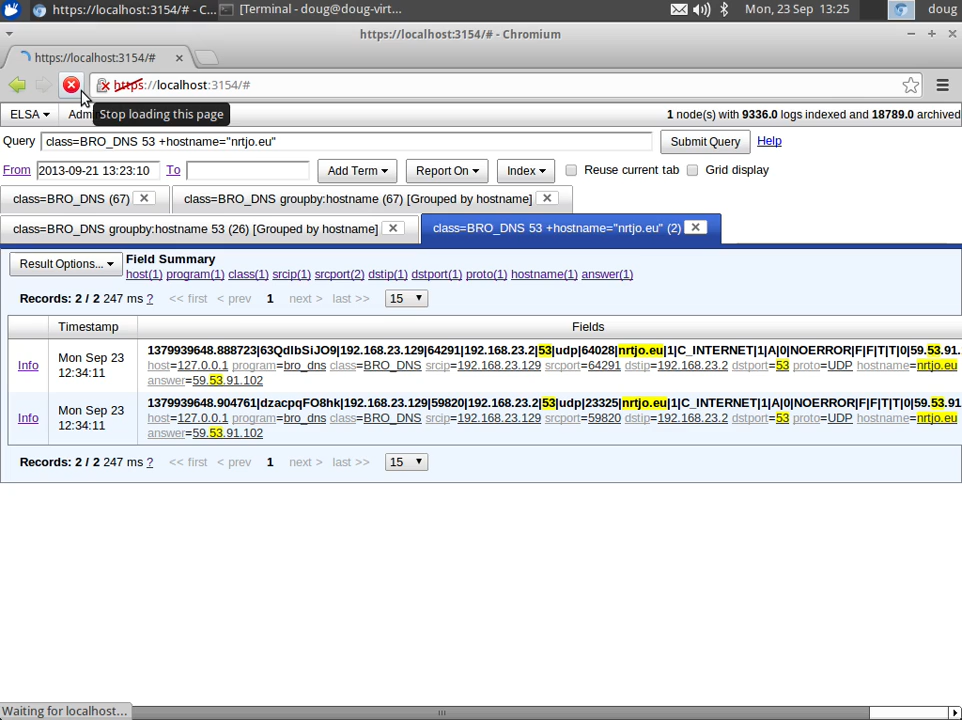 https://localhost:3154/# - C...
[Terminal - doug@doug-virt...
Mon, 23 Sep 13:25
doug
https://localhost:3154/# - Chromium
https://localhost:3154/#
https://localhost:3154/#
Stop loading this page
ELSA
Adm
1 node(s) with 9336.0 logs indexed and 18789.0 archived
Query
class=BRO_DNS 53 +hostname="nrtjo.eu"
Submit Query
Help
From
2013-09-21 13:23:10
To
Add Term
Report On
Index
Reuse current tab
Grid display
class=BRO_DNS (67)
class=BRO_DNS groupby:hostname (67) [Grouped by hostname]
class=BRO_DNS groupby:hostname 53 (26) [Grouped by hostname]
class=BRO_DNS 53 +hostname="nrtjo.eu" (2)
Result Options...
Field Summary
host(1) program(1) class(1) srcip(1) srcport(2) dstip(1) dstport(1) proto(1) hostname(1) answer(1)
Records: 2 / 2 247 ms ? << first < prev 1 next > last >> 15
Timestamp
Fields
Info
Mon Sep 23
12:34:11
1379939648.888723|63QdlbSiJO9|192.168.23.129|64291|192.168.23.2|53|udp|64028|nrtjo.eu|1|C_INTERNET|1|A|0|NOERROR|F|F|T|T|0|59.53.91.
host=127.0.0.1 program=bro_dns class=BRO_DNS srcip=192.168.23.129 srcport=64291 dstip=192.168.23.2 dstport=53 proto=UDP hostname=nrtjo.eu
answer=59.53.91.102
Info
Mon Sep 23
12:34:11
1379939648.904761|dzacpqFO8hk|192.168.23.129|59820|192.168.23.2|53|udp|23325|nrtjo.eu|1|C_INTERNET|1|A|0|NOERROR|F|F|T|T|0|59.53.91
host=127.0.0.1 program=bro_dns class=BRO_DNS srcip=192.168.23.129 srcport=59820 dstip=192.168.23.2 dstport=53 proto=UDP hostname=nrtjo.eu
answer=59.53.91.102
Records: 2 / 2 247 ms ? << first < prev 1 next > last >> 15
Waiting for localhost...